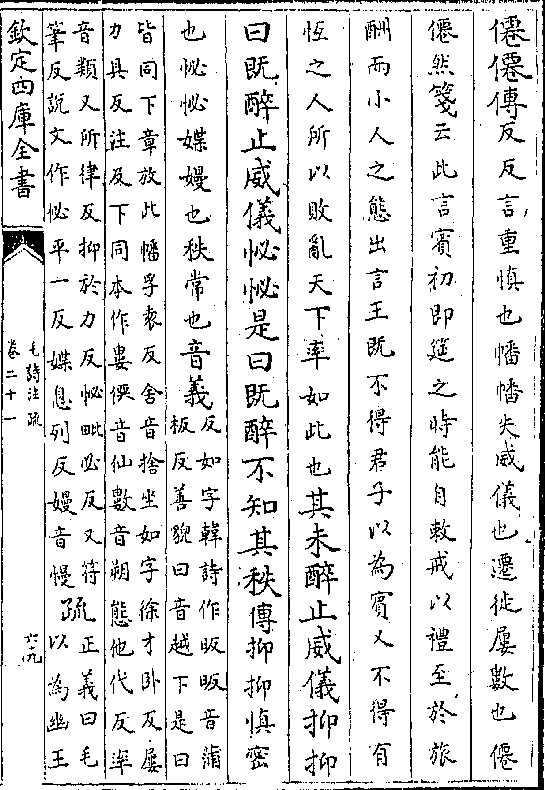 僊僊傳反反言重慎也幡幡失威儀也遷徙屢數也僊
僊然箋云此言賓初即筵之時能自敕戒以禮至於旅
酬而小人之態出言王既不得君子以為賓又不得有
恆之人所以敗亂天下率如此也其未醉止威儀抑抑
曰既醉止威儀怭怭是曰既醉不知其秩傳抑抑慎密
也怭怭媟嫚也秩常也音義
反如字韓詩作昄昄音蒲
板反善貌曰音越下是曰
皆同下章放此幡孚袁反舍音捨坐如字徐才卧反屢
力具反注及下同本作婁僊音仙數音朔態他代反率
音類又所律反抑於力反怭毗必反又符
筆反說文作佖平一反媟息列反嫚音慢
疏
正義曰毛
以為幽王
欽定四庫全書
毛詩注疏
卷二十一
六十九